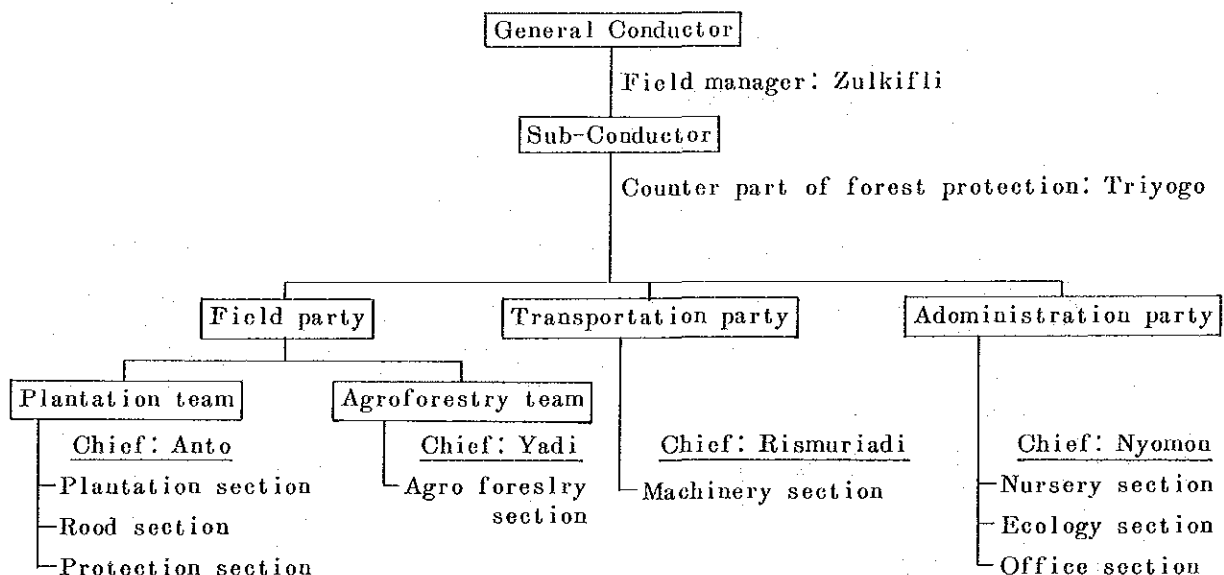 General Conductor
Field manager: Zulkifli
Sub-Conductor
Counter part of forest protection: Triyogo
Field party
Transportation party
Adoministration party
Plantation team
Agroforestry team
Chief: Anto
Chief: Yadi
Chief: Rismuriadi
Chief: Nyomon
Plantation section
Agro foreslry
section
Machinery section
Nursery section
Rood section
Ecology section
Protection section
Office section